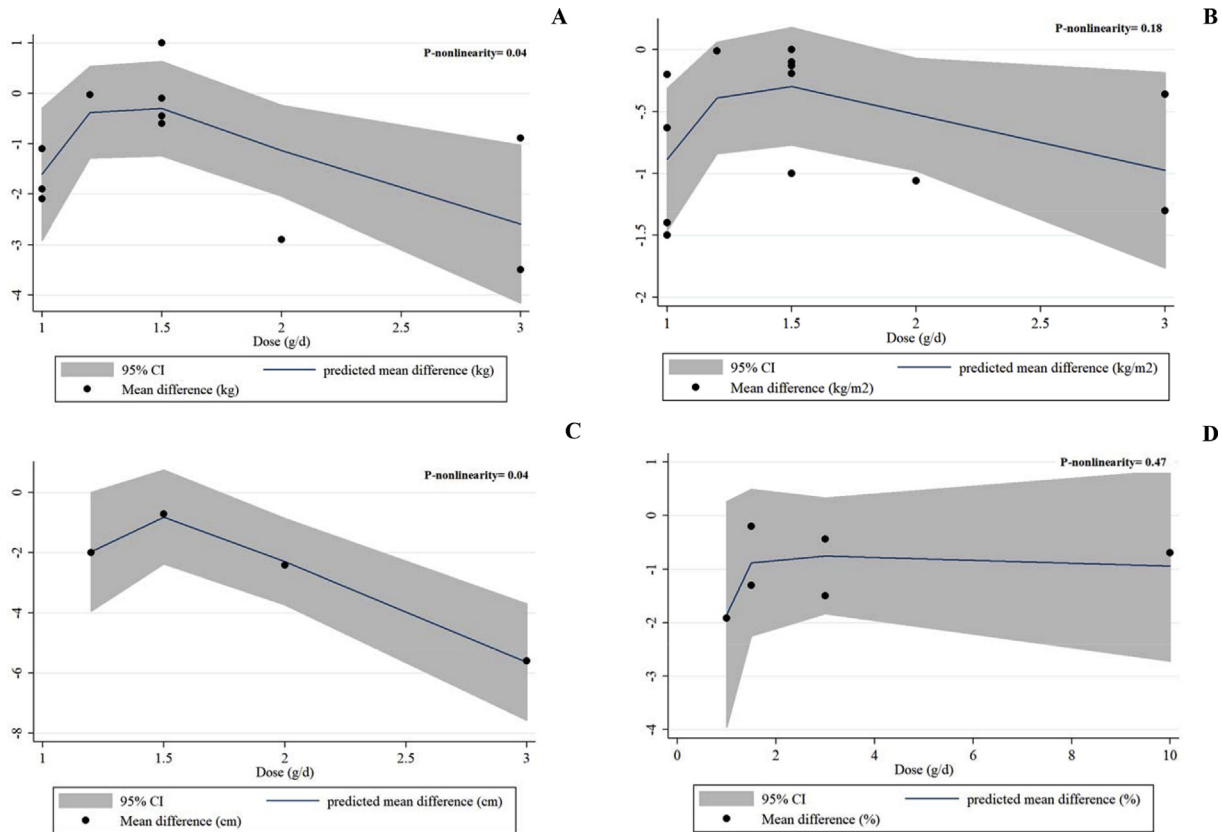 A
P-nonlinearity= 0.04
1
0
-1
-2
-3
-4
1
1.5
2
2.5
3
Dose (g/d)
95% CI
predicted mean difference (kg)
Mean difference (kg)
B
P-nonlinearity= 0.18
0
-.5
-1
-1.5
-2
1
1.5
2
2.5
3
Dose (g/d)
95% CI
predicted mean difference (kg/m2)
Mean difference (kg/m2)
C
P-nonlinearity= 0.04
0
-2
-4
-6
-8
1
1.5
2
2.5
3
Dose (g/d)
95% CI
predicted mean difference (cm)
Mean difference (cm)
D
P-nonlinearity= 0.47
1
0
-1
-2
-3
-4
0
2
4
6
8
10
Dose (g/d)
95% CI
predicted mean difference (%)
Mean difference (%)